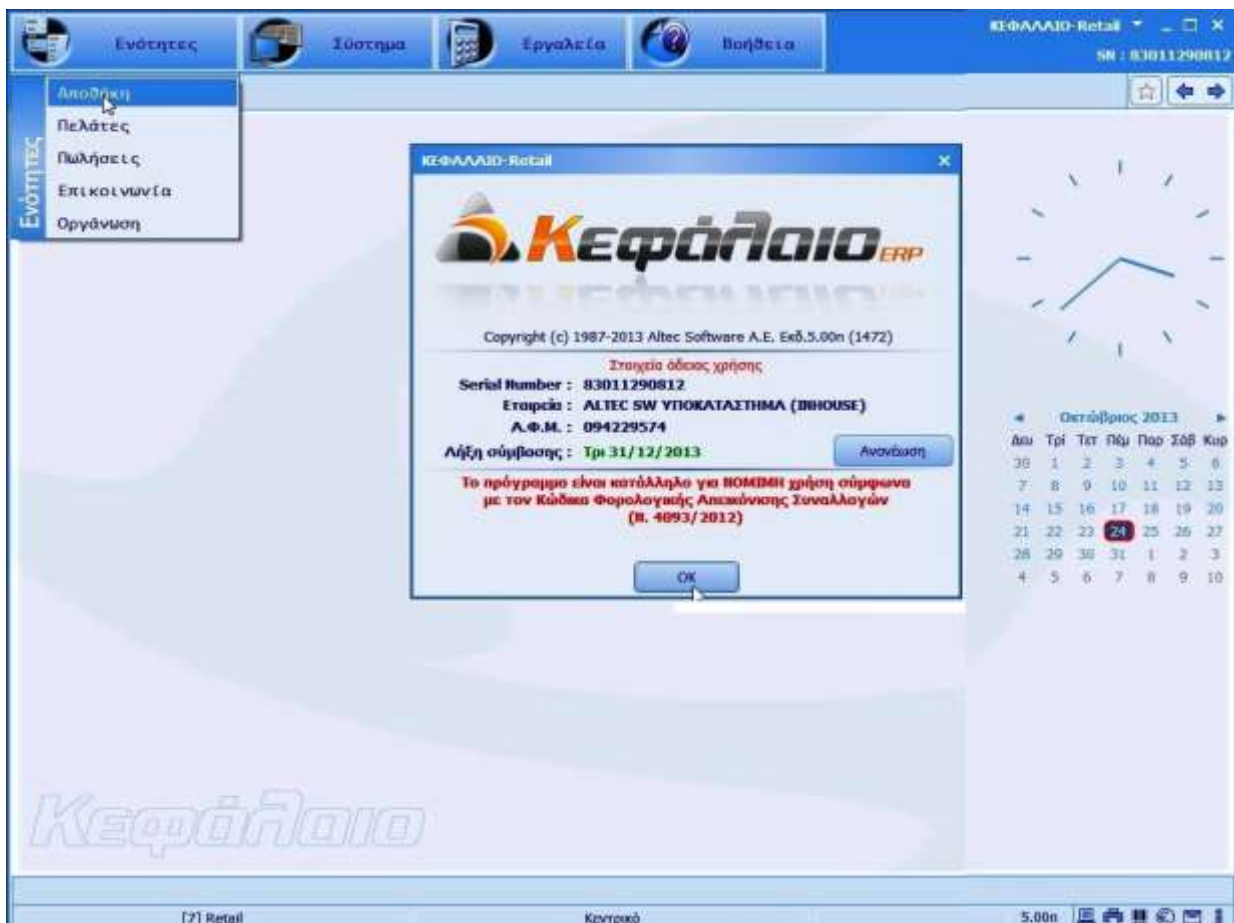 Ενότητες
Σύστημα
Εργαλεία
Βοήθεια
ΚΕΦΑΛΑΙΟ-Retail
SN : 83011290812
Ενότητες
Αποθήκη
Πελάτες
Πωλήσεις
Επικοινωνία
Οργάνωση
ΚΕΦΑΛΑΙΟ-Retail
Κεφάλαιο ERP
Copyright (c) 1987-2013 Altec Software A.E. Εκδ.5.00n (1472)
Στοιχεία άδειας χρήσης
Serial Number : 83011290812
Εταιρεία : ALTEC SW ΥΠΟΚΑΤΑΣΤΗΜΑ (INHOUSE)
Α.Φ.Μ. : 094229574
Λήξη σύμβασης : Τρι 31/12/2013
Ανανέωση
Το πρόγραμμα είναι κατάλληλο για ΝΟΜΙΜΗ χρήση σύμφωνα
με τον Κώδικα Φορολογικής Απεικόνισης Συναλλαγών
(Ν. 4093/2012)
OK
Οκτώβριος 2013
Δευ Τρί Τετ Πέμ Παρ Σάβ Κυρ
30 1 2 3 4 5 6
7 8 9 10 11 12 13
14 15 16 17 18 19 20
21 22 23 24 25 26 27
28 29 30 31 1 2 3
4 5 6 7 8 9 10
Κεφάλαιο
[7] Retail
Κεντρικό
5.00n